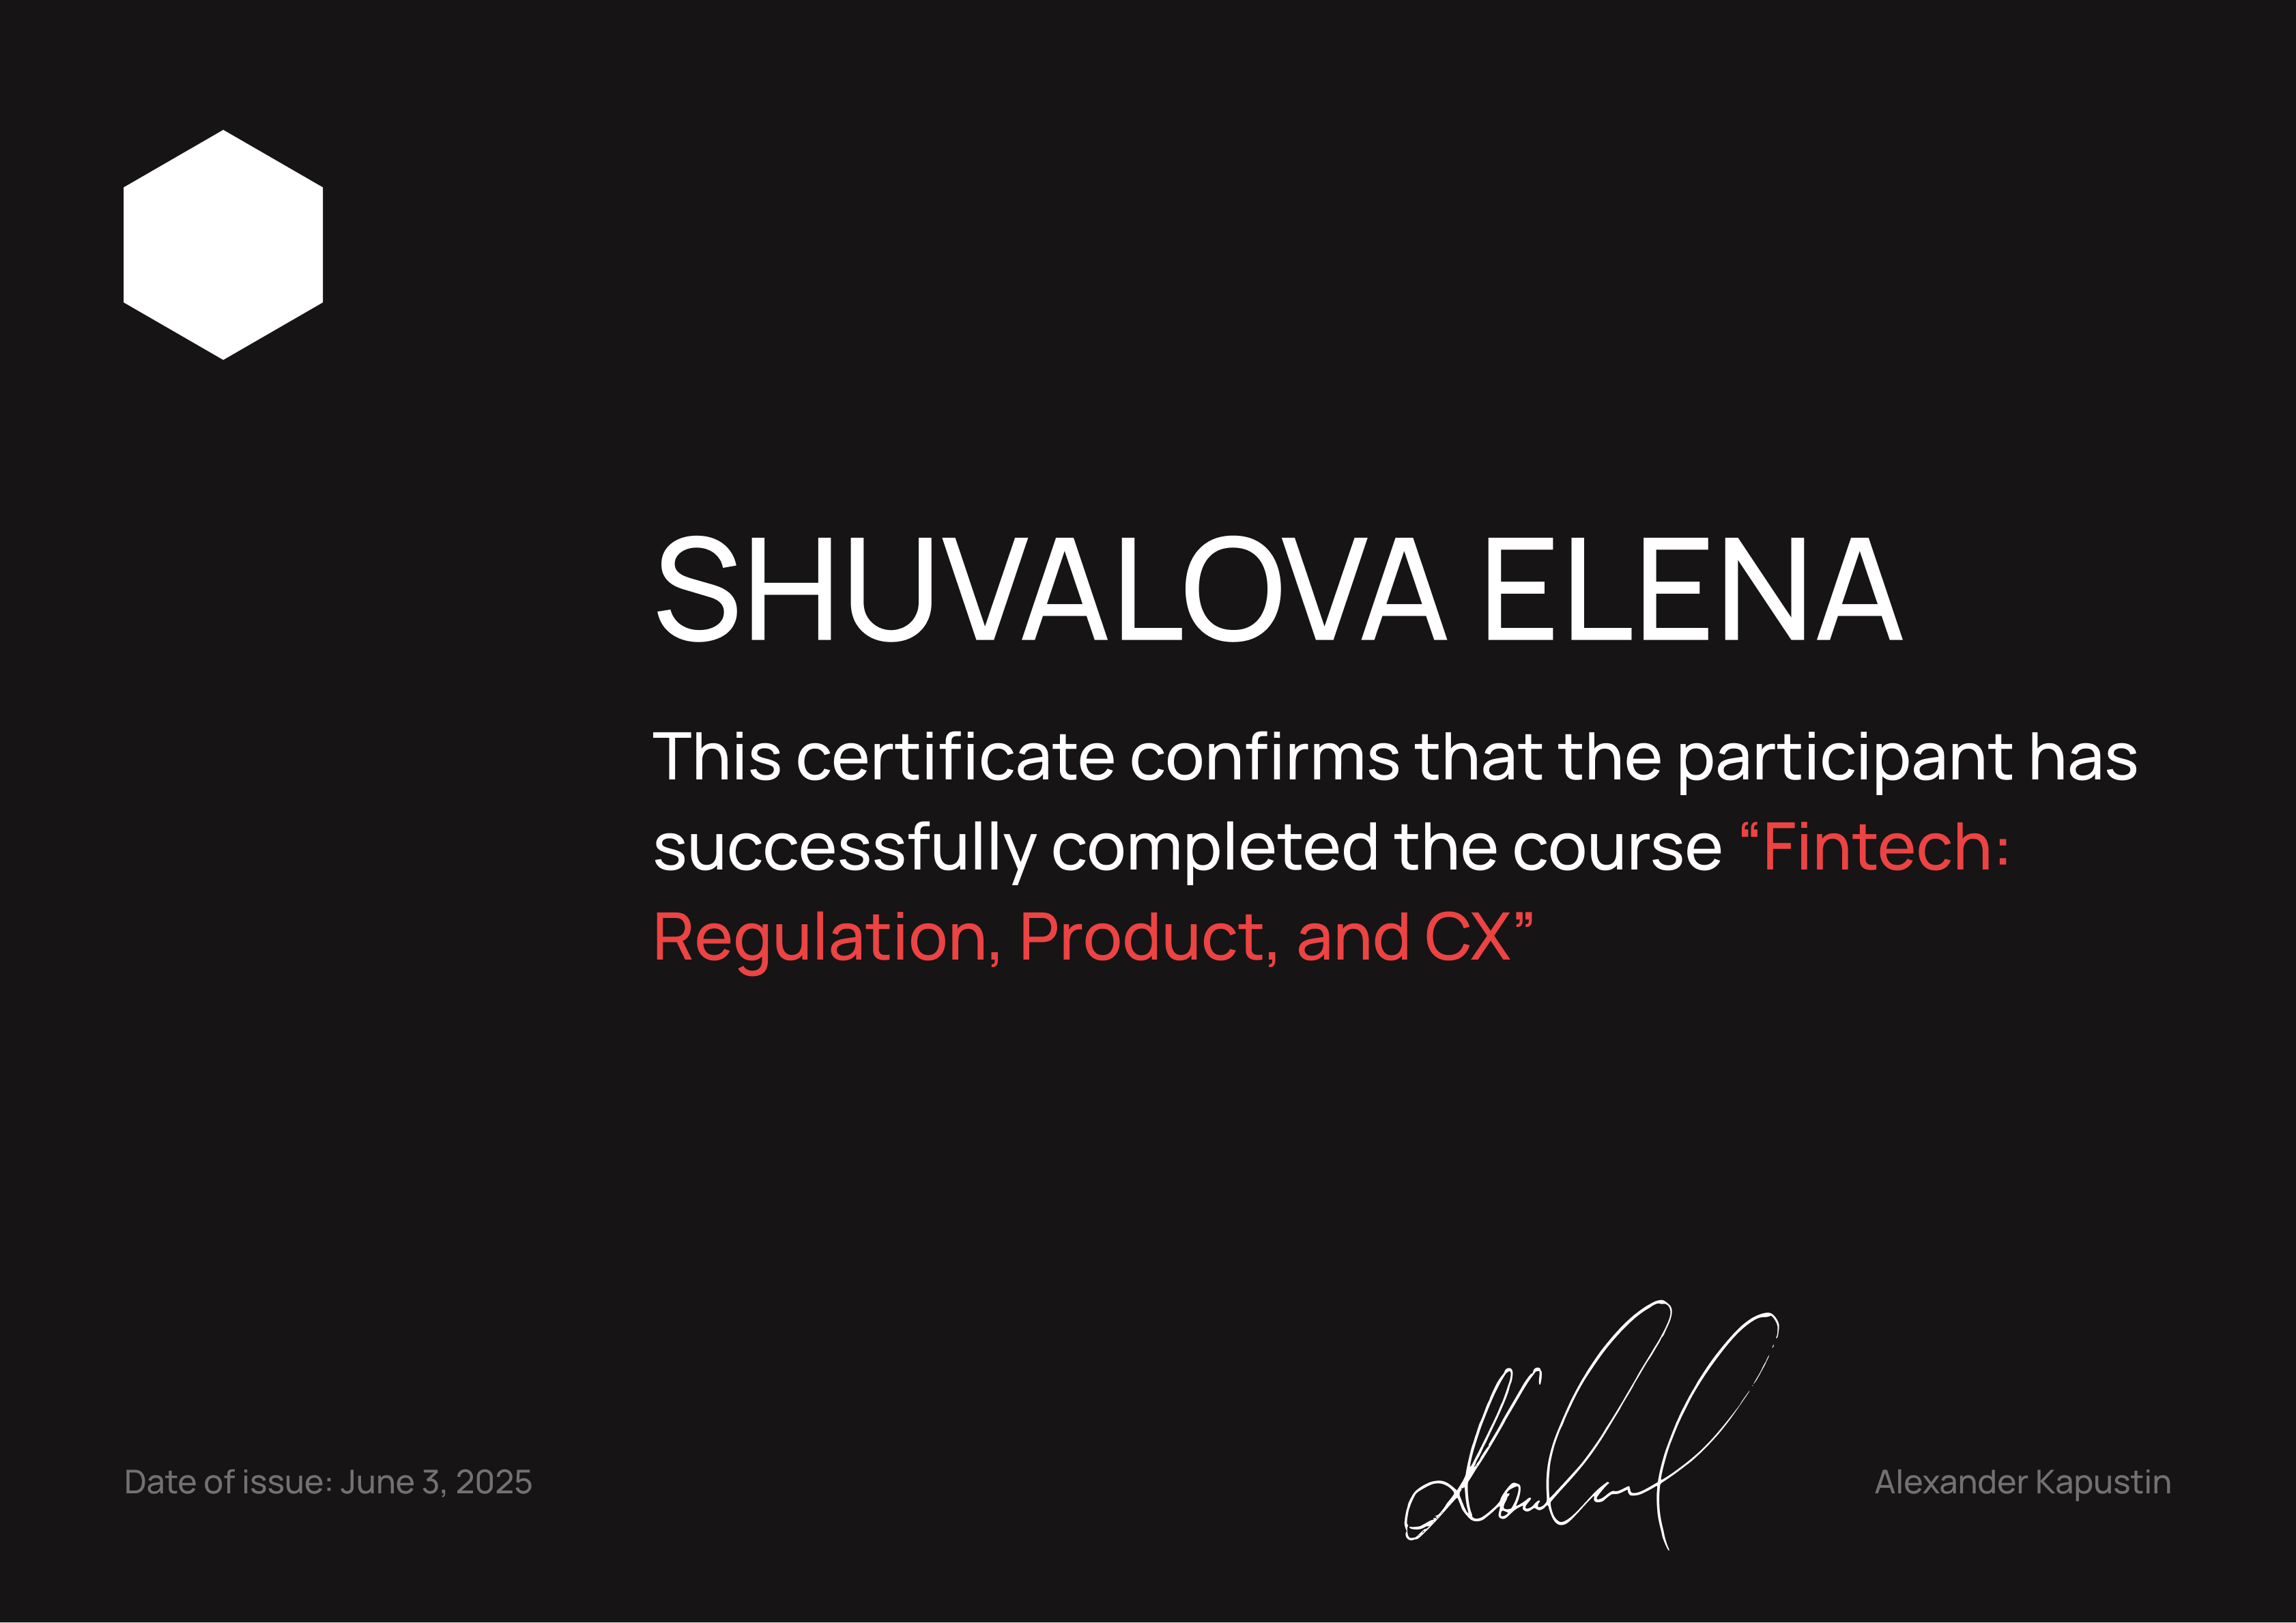 SHUVALOVA ELENA
This certificate confirms that the participant has
successfully completed the course “Fintech:
Regulation, Product, and CX”
Date of issue: June 3, 2025
Alexander Kapustin